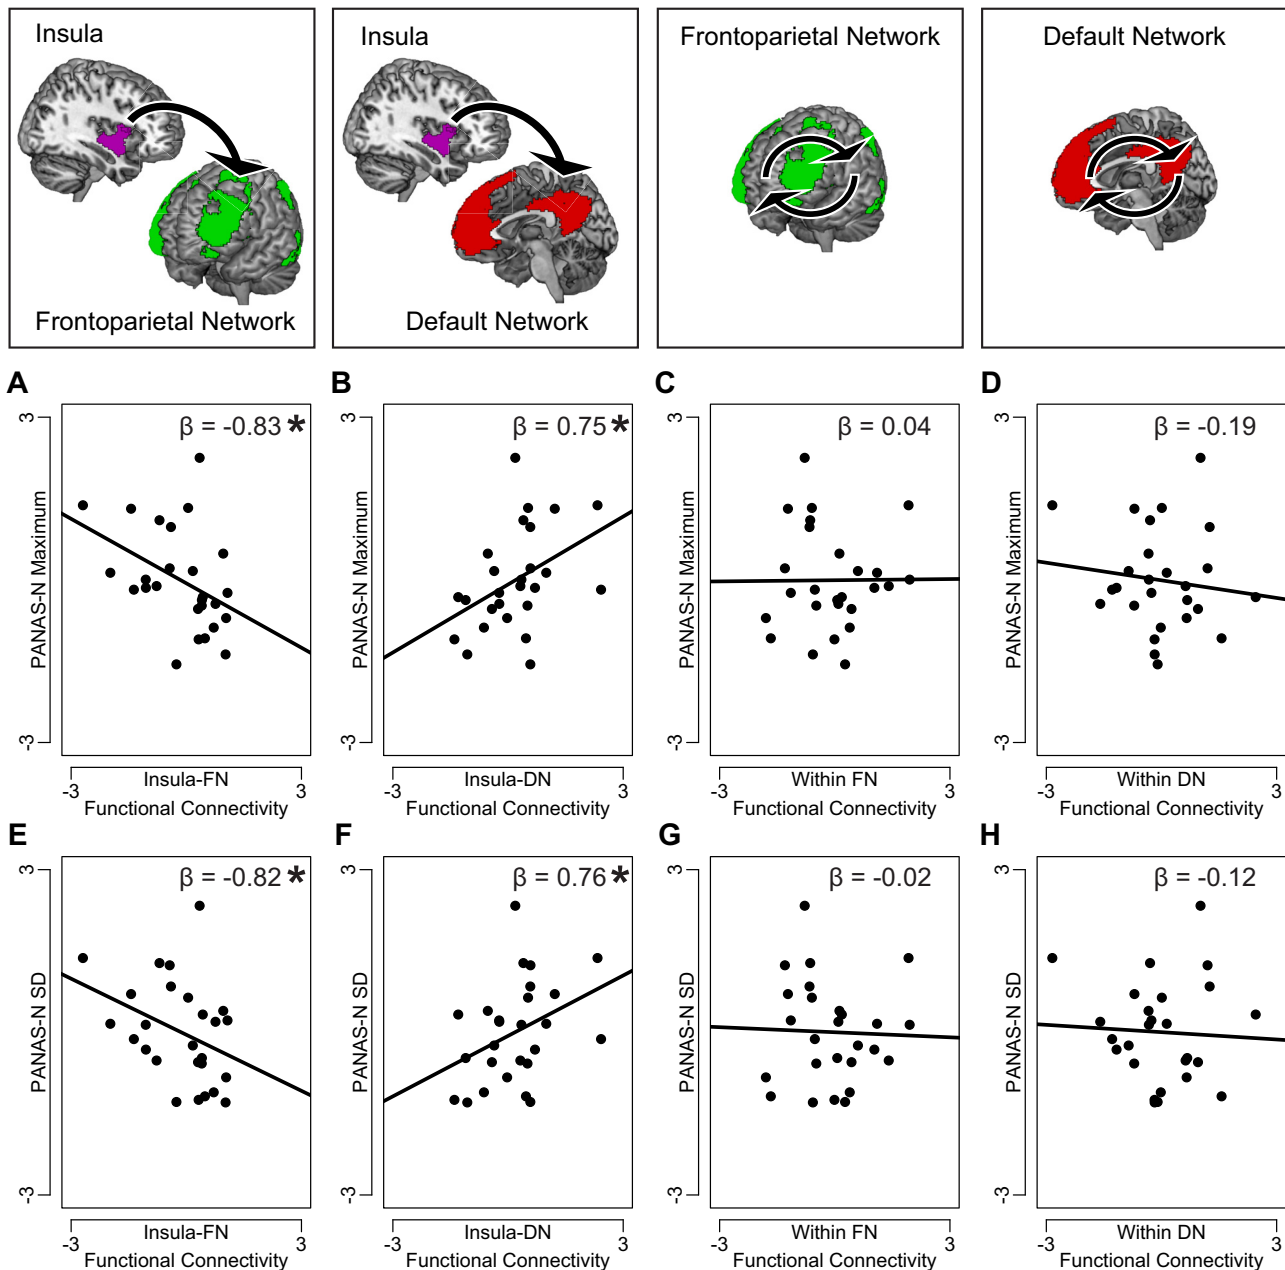 Insula
Frontoparietal Network
Insula
Default Network
Frontoparietal Network
Default Network
A
3
-3
PANAS-N Maximum
β = -0.83 *
-3
3
Insula-FN
Functional Connectivity
B
3
-3
PANAS-N Maximum
β = 0.75 *
-3
3
Insula-DN
Functional Connectivity
C
3
-3
PANAS-N Maximum
β = 0.04
-3
3
Within FN
Functional Connectivity
D
3
-3
PANAS-N Maximum
β = -0.19
-3
3
Within DN
Functional Connectivity
E
3
-3
PANAS-N SD
β = -0.82 *
-3
3
Insula-FN
Functional Connectivity
F
3
-3
PANAS-N SD
β = 0.76 *
-3
3
Insula-DN
Functional Connectivity
G
3
-3
PANAS-N SD
β = -0.02
-3
3
Within FN
Functional Connectivity
H
3
-3
PANAS-N SD
β = -0.12
-3
3
Within DN
Functional Connectivity